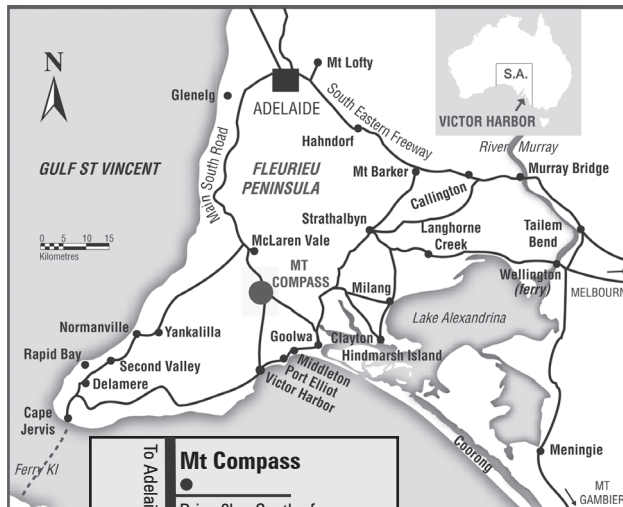 N
Mt Lofty
Glenelg
ADELAIDE
South Eastern Freeway
S.A.
VICTOR HARBOR
River Murray
Hahndorf
GULF ST VINCENT
Main South Road
FLEURIEU
PENINSULA
Mt Barker
Murray Bridge
Callington
Strathalbyn
Langhorne
Creek
Tailem
Bend
0 5 10 15
Kilometres
McLaren Vale
MT
COMPASS
Wellington
(ferry)
MELBOURN
Milang
Lake Alexandrina
Normanville
Yankalilla
Goolwa
Clayton
Hindmarsh Island
Rapid Bay
Second Valley
Delamere
Middleton
Port Elliot
Victor Harbor
Cape
Jervis
Coorong
Meningie
Ferry KI
MT
GAMBIER
To Adelai
Mt Compass